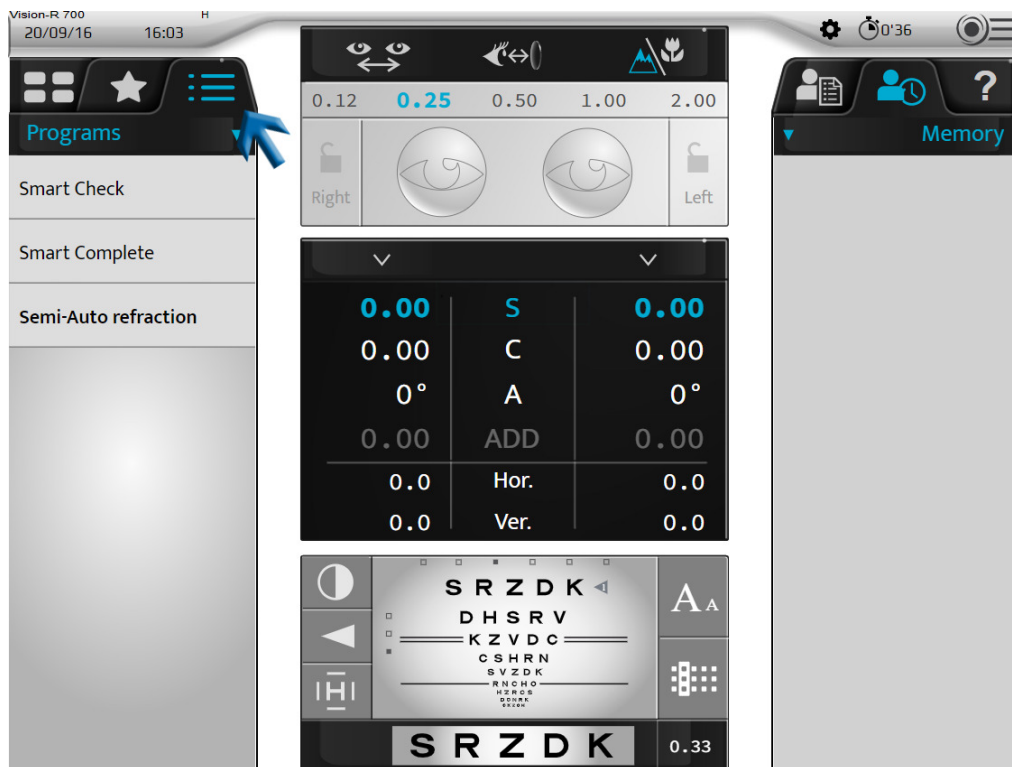 Vision-R 700 H
20/09/16 16:03
0'36
Programs
Smart Check
Smart Complete
Semi-Auto refraction
0.12 0.25 0.50 1.00 2.00
Right Left
0.00 S 0.00
0.00 C 0.00
0° A 0°
0.00 ADD 0.00
0.0 Hor. 0.0
0.0 Ver. 0.0
S R Z D K
D H S R V
K Z V D C
C S H R N
S V Z D K
R N C H O
A A
H
S R Z D K 0.33
?
Memory